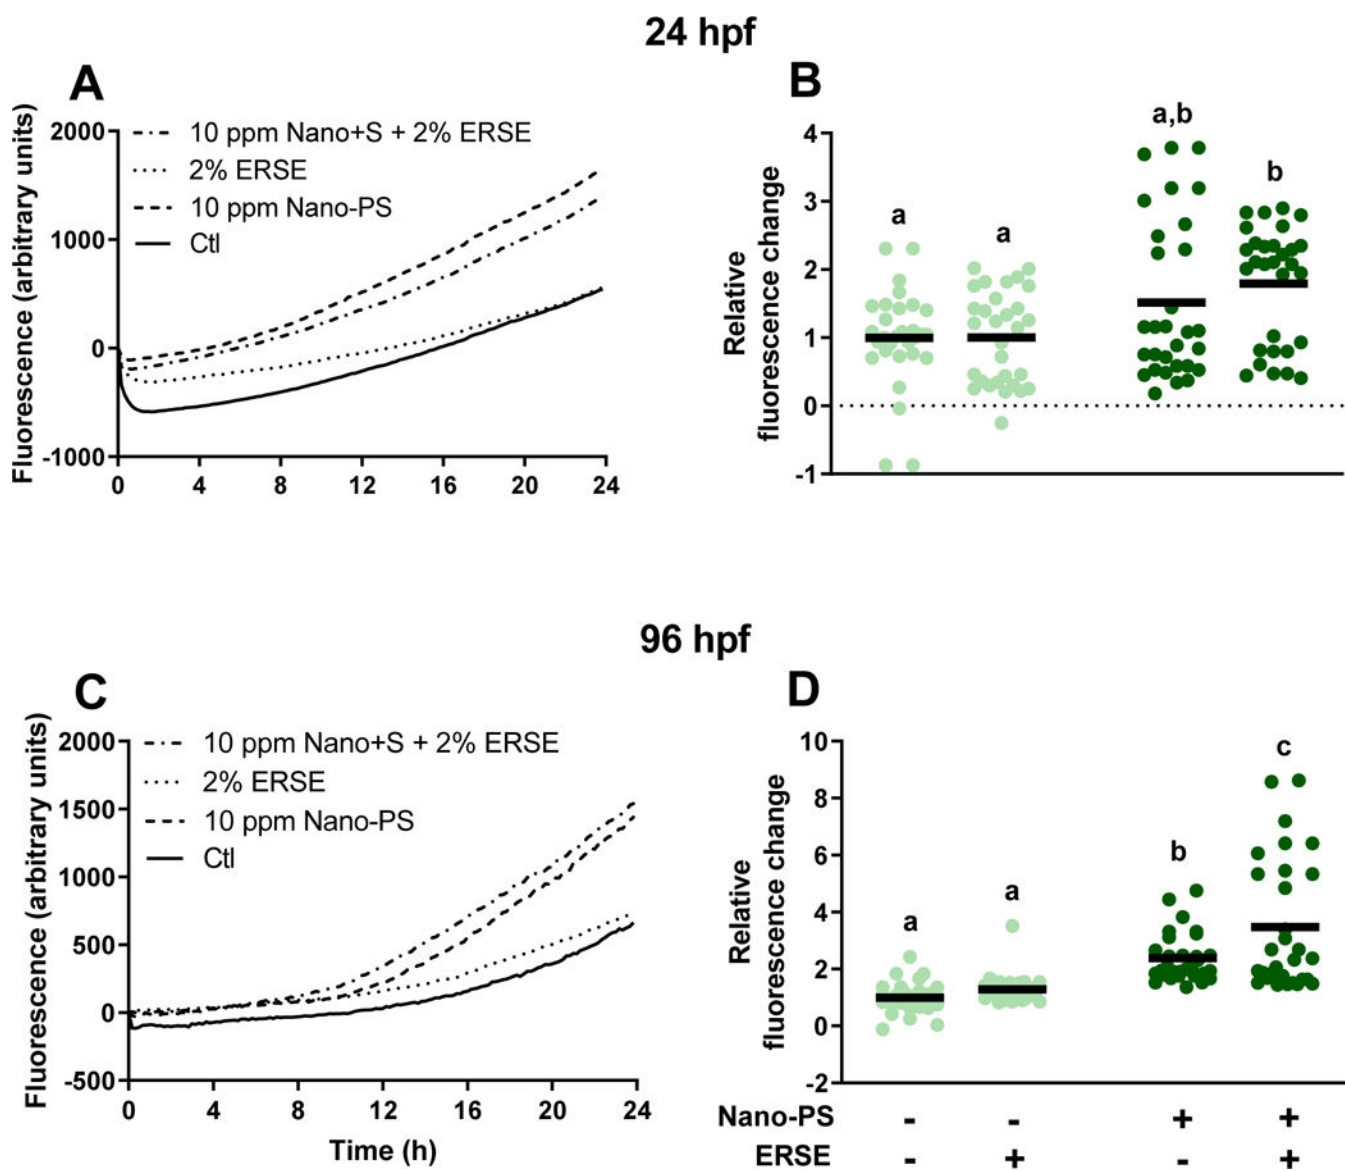 24 hpf
A
Fluorescence (arbitrary units)
2000
1000
0
-1000
10 ppm Nano+S + 2% ERSE
2% ERSE
10 ppm Nano-PS
Ctl
0 4 8 12 16 20 24
B
Relative
fluorescence change
4
3
2
1
0
-1
a
a
a,b
b
96 hpf
C
Fluorescence (arbitrary units)
2000
1500
1000
500
0
-500
10 ppm Nano+S + 2% ERSE
2% ERSE
10 ppm Nano-PS
Ctl
0 4 8 12 16 20 24
Time (h)
D
Relative
fluorescence change
10
8
6
4
2
0
-2
a
a
b
c
Nano-PS - - + +
ERSE - + - +